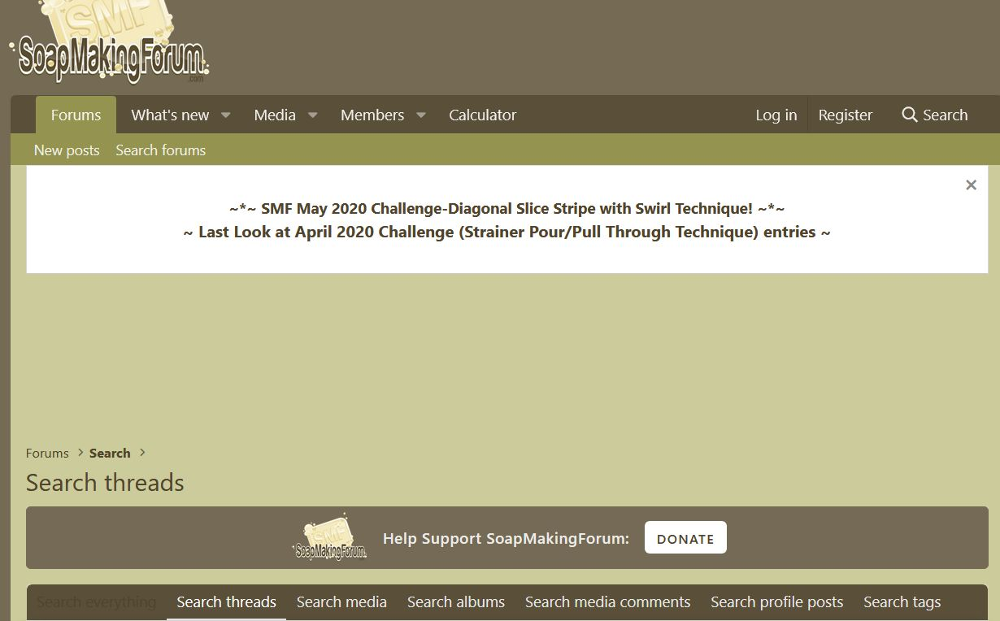 SMF
SoapMakingForum
.com
Forums What's new Media Members Calculator Log in Register Search
New posts Search forums
~*~ SMF May 2020 Challenge-Diagonal Slice Stripe with Swirl Technique! ~*~
~ Last Look at April 2020 Challenge (Strainer Pour/Pull Through Technique) entries ~
Forums > Search >
Search threads
SMF
SoapMakingForum
Help Support SoapMakingForum: DONATE
Search everything Search threads Search media Search albums Search media comments Search profile posts Search tags